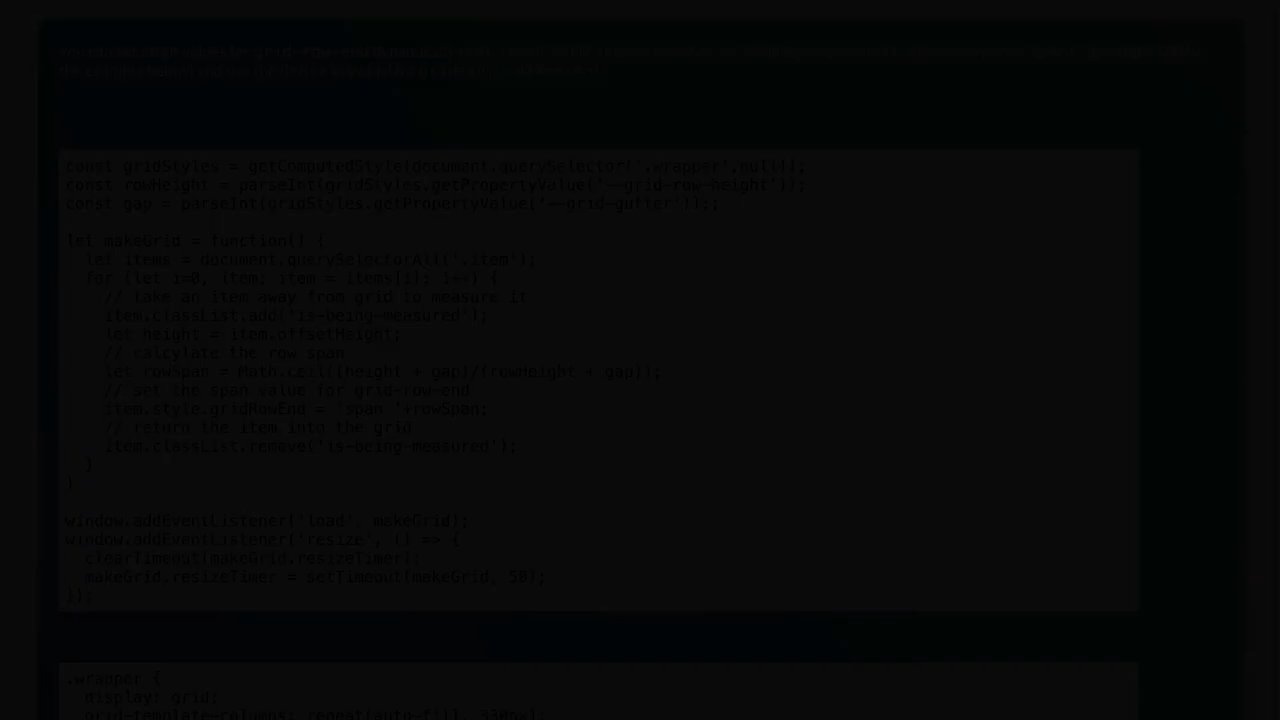 const gridStyles = getComputedStyle(document.querySelector('.wrapper',null));
const rowHeight = parseInt(gridStyles.getPropertyValue('--grid-row-height'));
const gap = parseInt(gridStyles.getPropertyValue('--grid-gutter'));;
let makeGrid = function() {
let items = document.querySelectorAll('.item');
for (let i=0, item; item = items[i]; i++) {
// take an item away from grid to measure it
item.classList.add('is-being-measured');
let height = item.offsetHeight;
// calcylate the row span
let rowSpan = Math.ceil((height + gap)/(rowHeight + gap));
// set the span value for grid-row-end
item.style.gridRowEnd = 'span '+rowSpan;
// return the item into the grid
item.classList.remove('is-being-measured');
}
}
window.addEventListener('load', makeGrid);
window.addEventListener('resize', () => {
clearTimeout(makeGrid.resizeTimer);
makeGrid.resizeTimer = setTimeout(makeGrid, 50);
});
.wrapper {
display: grid;
grid-template-columns: 330px);